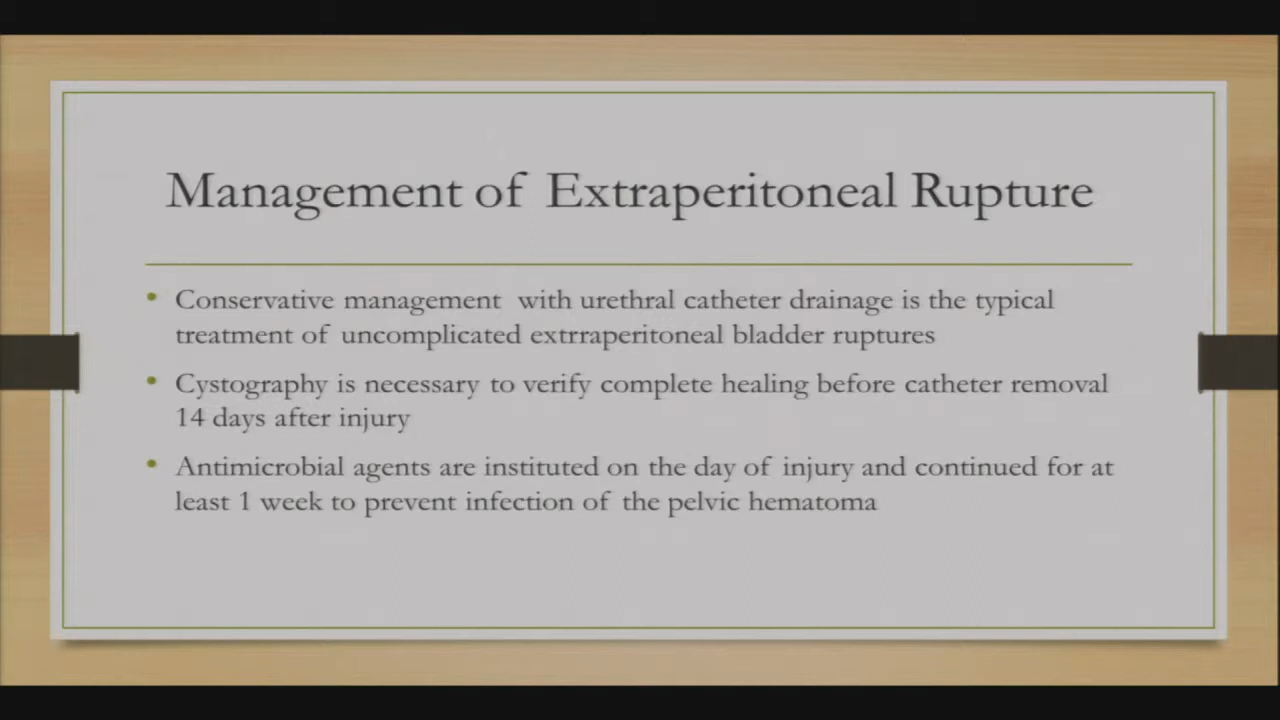 Management of Extraperitoneal Rupture
• Conservative management with urethral catheter drainage is the typical
treatment of uncomplicated extrraperitoneal bladder ruptures
• Cystography is necessary to verify complete healing before catheter removal
14 days after injury
• Antimicrobial agents are instituted on the day of injury and continued for at
least 1 week to prevent infection of the pelvic hematoma